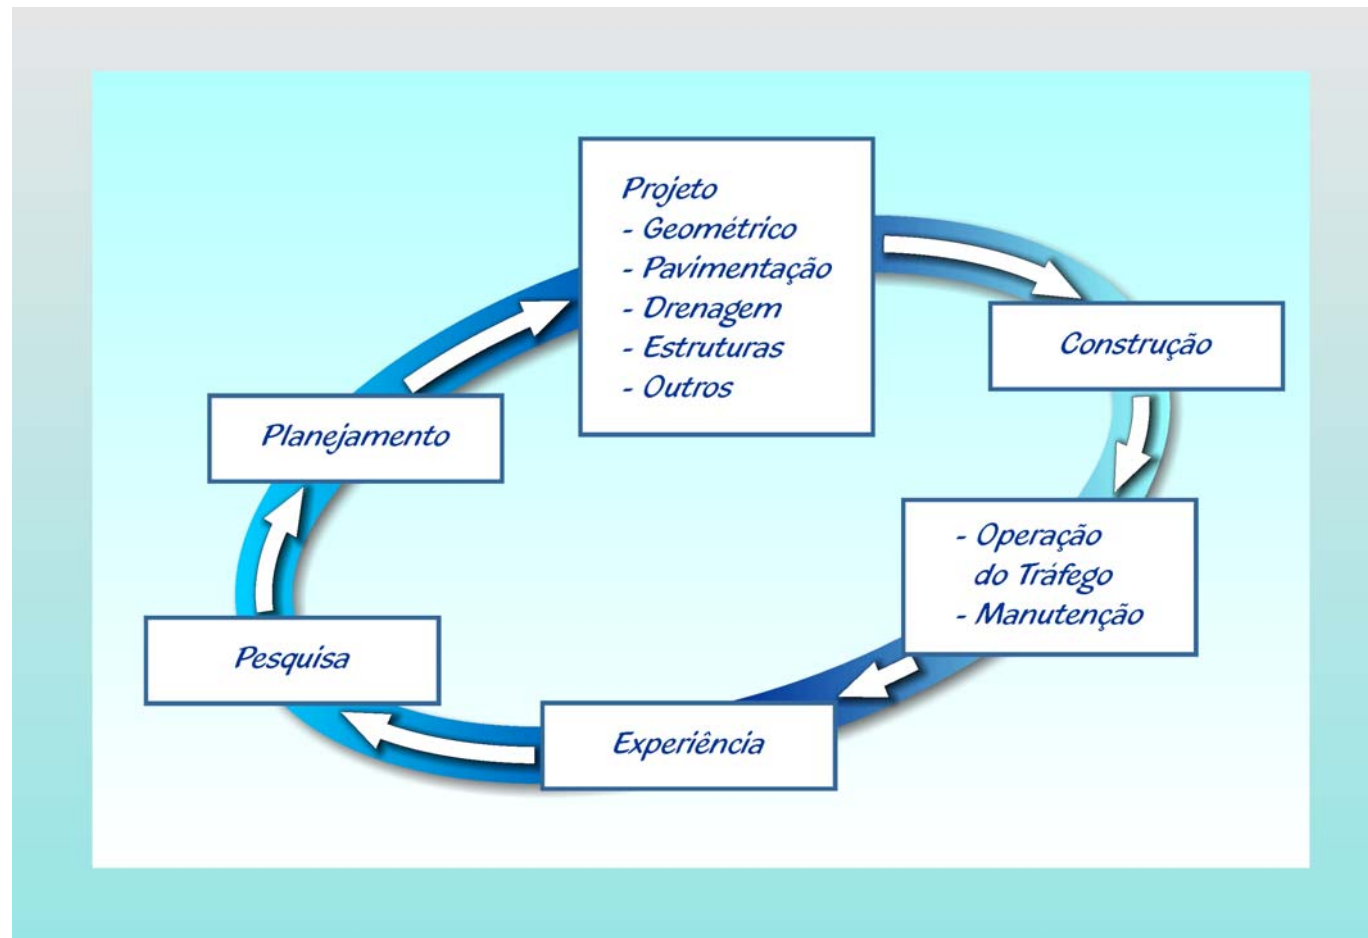 Projeto
- Geométrico
- Pavimentação
- Drenagem
- Estruturas
- Outros
Construção
- Operação
do Tráfego
- Manutenção
Experiência
Pesquisa
Planejamento